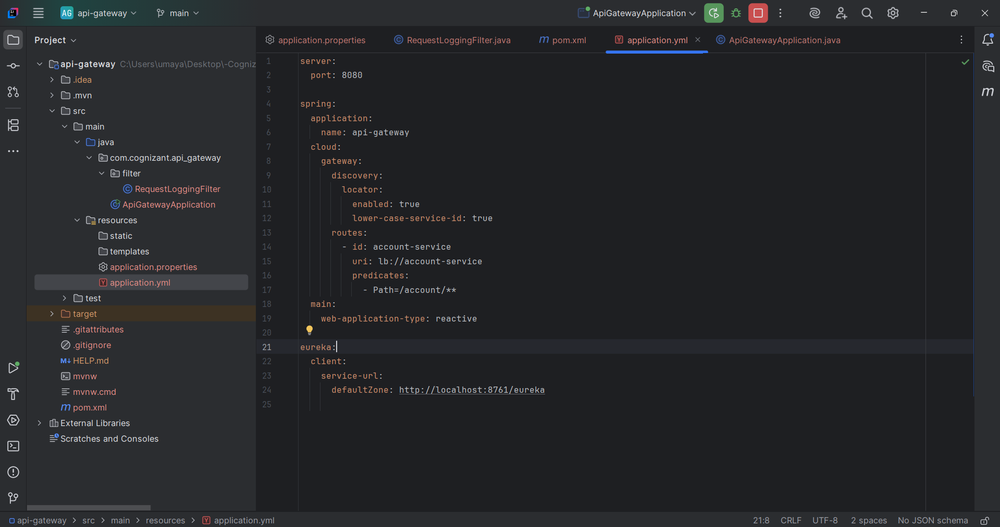 AG api-gateway main ApiGatewayApplication
Project
application.properties RequestLoggingFilter.java pom.xml application.yml ApiGatewayApplication.java
api-gateway C:\Users\umaya\Desktop\-Cogniz
.idea
.mvn
src
main
java
com.cognizant.api_gateway
filter
RequestLoggingFilter
ApiGatewayApplication
resources
static
templates
application.properties
application.yml
test
target
.gitattributes
.gitignore
HELP.md
mvnw
mvnw.cmd
pom.xml
External Libraries
Scratches and Consoles
1 server:
2 port: 8080
3
4 spring:
5 application:
6 name: api-gateway
7 cloud:
8 gateway:
9 discovery:
10 locator:
11 enabled: true
12 lower-case-service-id: true
13 routes:
14 - id: account-service
15 uri: lb://account-service
16 predicates:
17 - Path=/account/**
18 main:
19 web-application-type: reactive
20
21 eureka:
22 client:
23 service-url:
24 defaultZone: http://localhost:8761/eureka
25
api-gateway > src > main > resources > application.yml 21:8 CRLF UTF-8 2 spaces No JSON schema